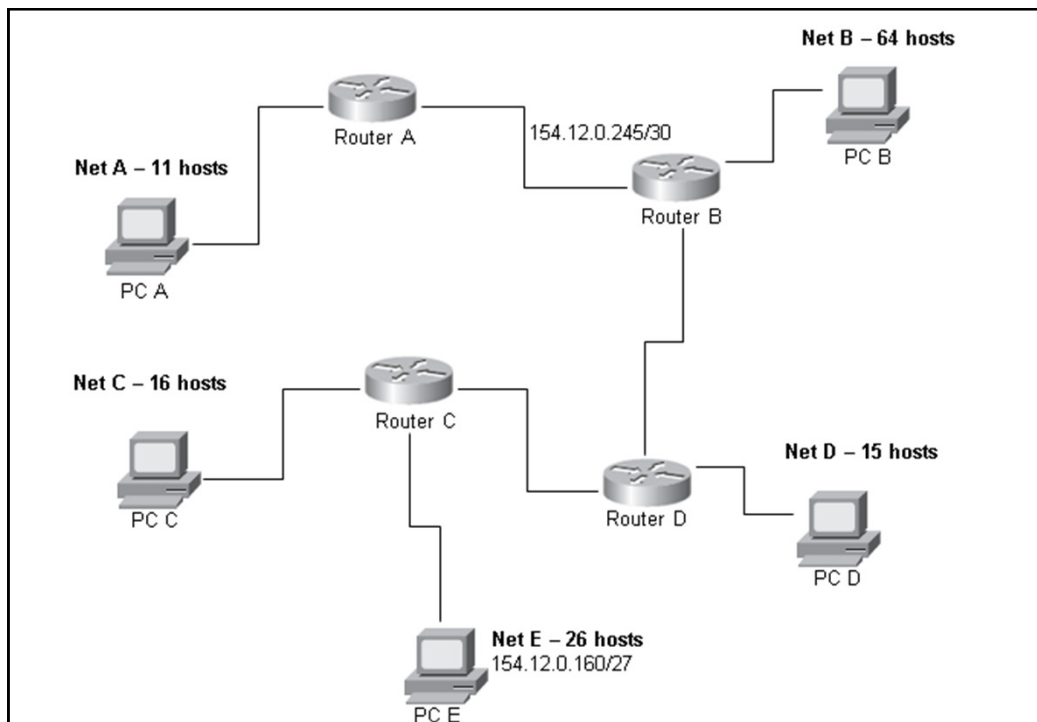 Net B – 64 hosts
Router A
154.12.0.245/30
PC B
Net A – 11 hosts
Router B
PC A
Net C – 16 hosts
Router C
Net D – 15 hosts
PC C
Router D
PC D
Net E – 26 hosts
154.12.0.160/27
PC E